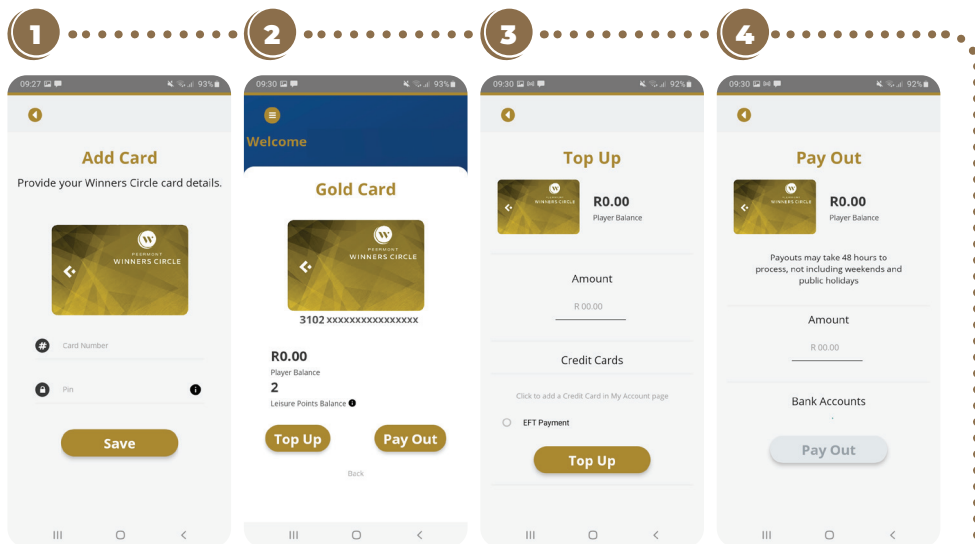 1
2
3
4
09:27
93%
Add Card
Provide your Winners Circle card details.
W
PEERMONT
WINNERS CIRCLE
#
Card Number
Pin
i
Save
09:30
93%
Welcome
Gold Card
W
PEERMONT
WINNERS CIRCLE
3102 xxxxxxxxxxxxxxxx
R0.00
Player Balance
2
Leisure Points Balance i
Top Up
Pay Out
Back
09:30
92%
Top Up
W
WINNERS CIRCLE
R0.00
Player Balance
Amount
R 00.00
Credit Cards
Click to add a Credit Card in My Account page
EFT Payment
Top Up
09:30
92%
Pay Out
W
WINNERS CIRCLE
R0.00
Player Balance
Payouts may take 48 hours to
process, not including weekends and
public holidays
Amount
R 00.00
Bank Accounts
Pay Out